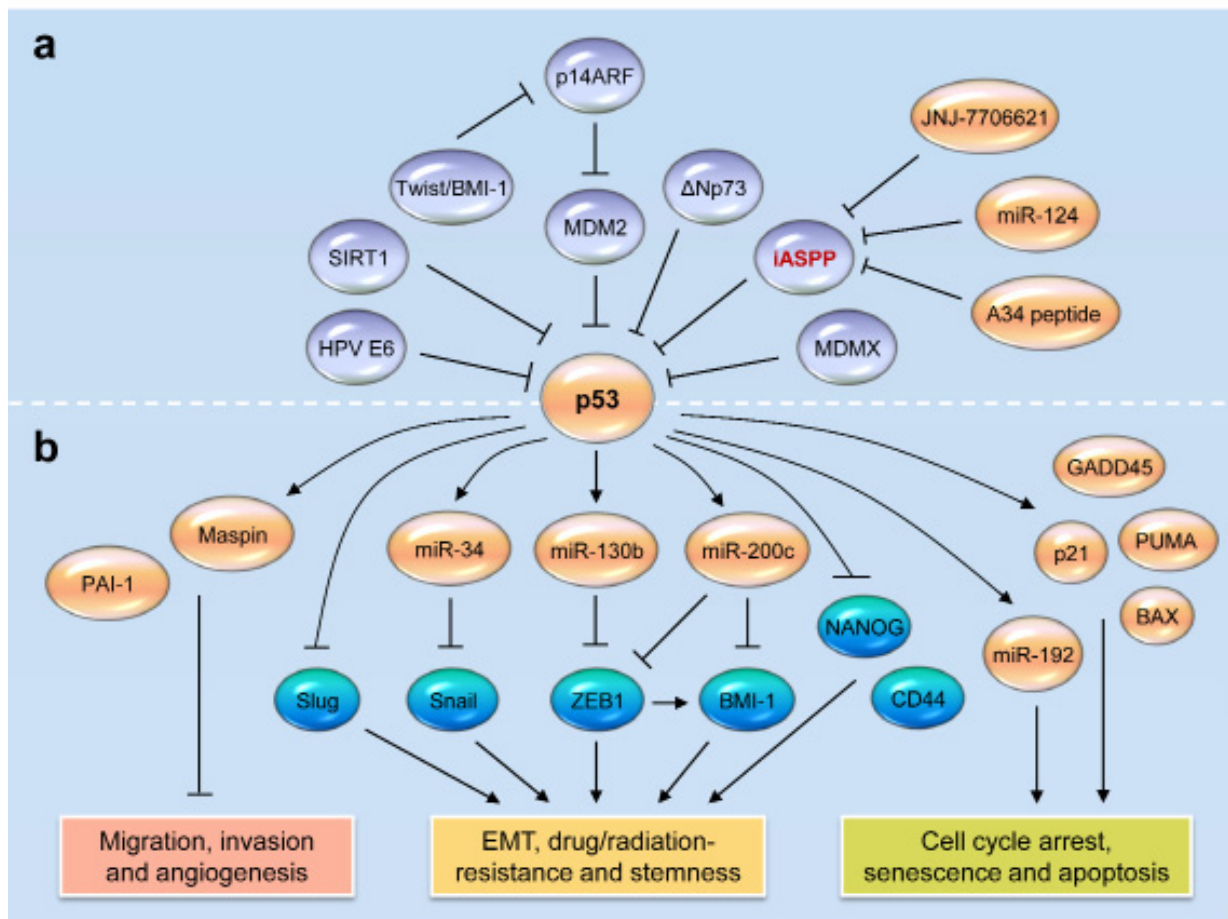 a
p14ARF
JNJ-7706621
Twist/BMI-1
ΔNp73
miR-124
MDM2
SIRT1
iASPP
A34 peptide
HPV E6
MDMX
p53
b
GADD45
Maspin
miR-34
miR-130b
miR-200c
p21
PUMA
PAI-1
BAX
NANOG
miR-192
Slug
Snail
ZEB1
BMI-1
CD44
Migration, invasion
and angiogenesis
EMT, drug/radiation-
resistance and stemness
Cell cycle arrest,
senescence and apoptosis